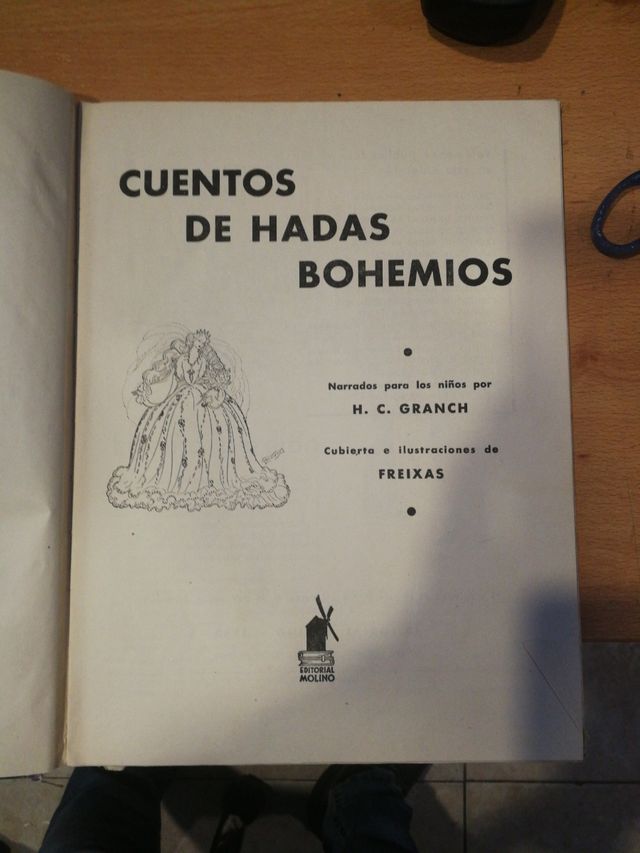 CUENTOS
DE HADAS
BOHEMIOS
Narrados para los niños por
H. C. GRANCH
Cubierta e ilustraciones de
FREIXAS
EDITORIAL
MOLINO